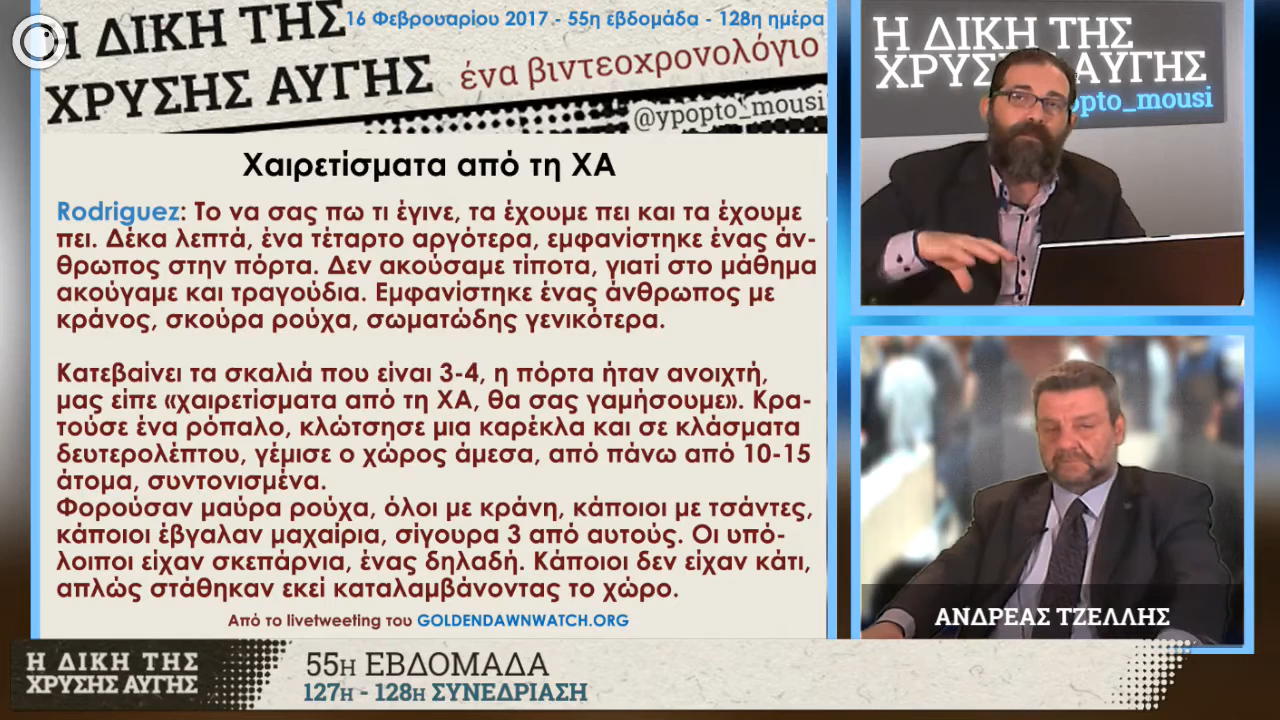 16 Φεβρουαρίου 2017 - 55η εβδομάδα - 128η ημέρα
Η ΔΙΚΗ ΤΗΣ
ΧΡΥΣΗΣ ΑΥΓΗΣ
ένα βιντεοχρονολόγιο
@ypopto_mousi
Χαιρετίσματα από τη ΧΑ
Rodriguez: Το να σας πω τι έγινε, τα έχουμε πει και τα έχουμε
πει. Δέκα λεπτά, ένα τέταρτο αργότερα, εμφανίστηκε ένας άν-
θρωπος στην πόρτα. Δεν ακούσαμε τίποτα, γιατί στο μάθημα
ακούγαμε και τραγούδια. Εμφανίστηκε ένας άνθρωπος με
κράνος, σκούρα ρούχα, σωματώδης γενικότερα.
Κατεβαίνει τα σκαλιά που είναι 3-4, η πόρτα ήταν ανοιχτή,
μας είπε «χαιρετίσματα από τη ΧΑ, θα σας γαμήσουμε». Κρα-
τούσε ένα ρόπαλο, κλώτσησε μια καρέκλα και σε κλάσματα
δευτερολέπτου, γέμισε ο χώρος άμεσα, από πάνω από 10-15
άτομα, συντονισμένα.
Φορούσαν μαύρα ρούχα, όλοι με κράνη, κάποιοι με τσάντες,
κάποιοι έβγαλαν μαχαίρια, σίγουρα 3 από αυτούς. Οι υπό-
λοιποι είχαν σκεπάρνια, ένας δηλαδή. Κάποιοι δεν είχαν κάτι,
απλώς στάθηκαν εκεί καταλαμβάνοντας το χώρο.
Από το livetweeting του GOLDENDAWNWATCH.ORG
Η ΔΙΚΗ ΤΗΣ
ΧΡΥΣΗΣ ΑΥΓΗΣ
ypopto_mousi
ΑΝΔΡΕΑΣ ΤΖΕΛΛΗΣ
Η ΔΙΚΗ ΤΗΣ
ΧΡΥΣΗΣ ΑΥΓΗΣ
55Η ΕΒΔΟΜΑΔΑ
127Η - 128Η ΣΥΝΕΔΡΙΑΣΗ